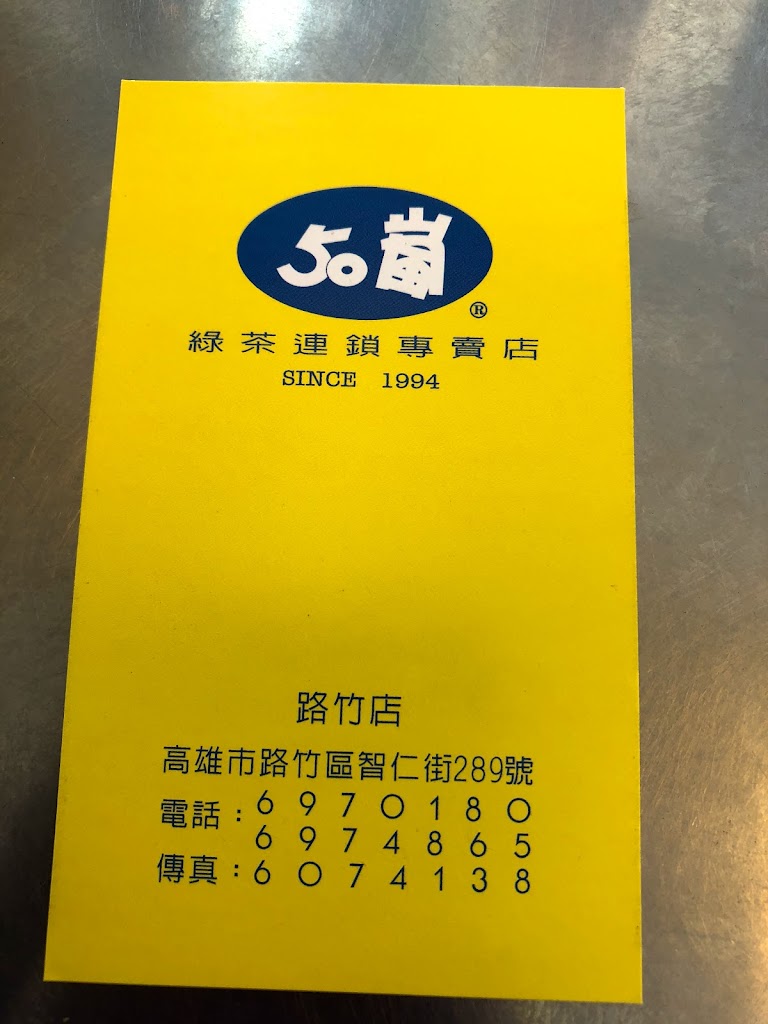 50嵐
®
綠茶連鎖專賣店
SINCE 1994
路竹店
高雄市路竹區智仁街289號
電話：6970180
6974865
傳真：6074138